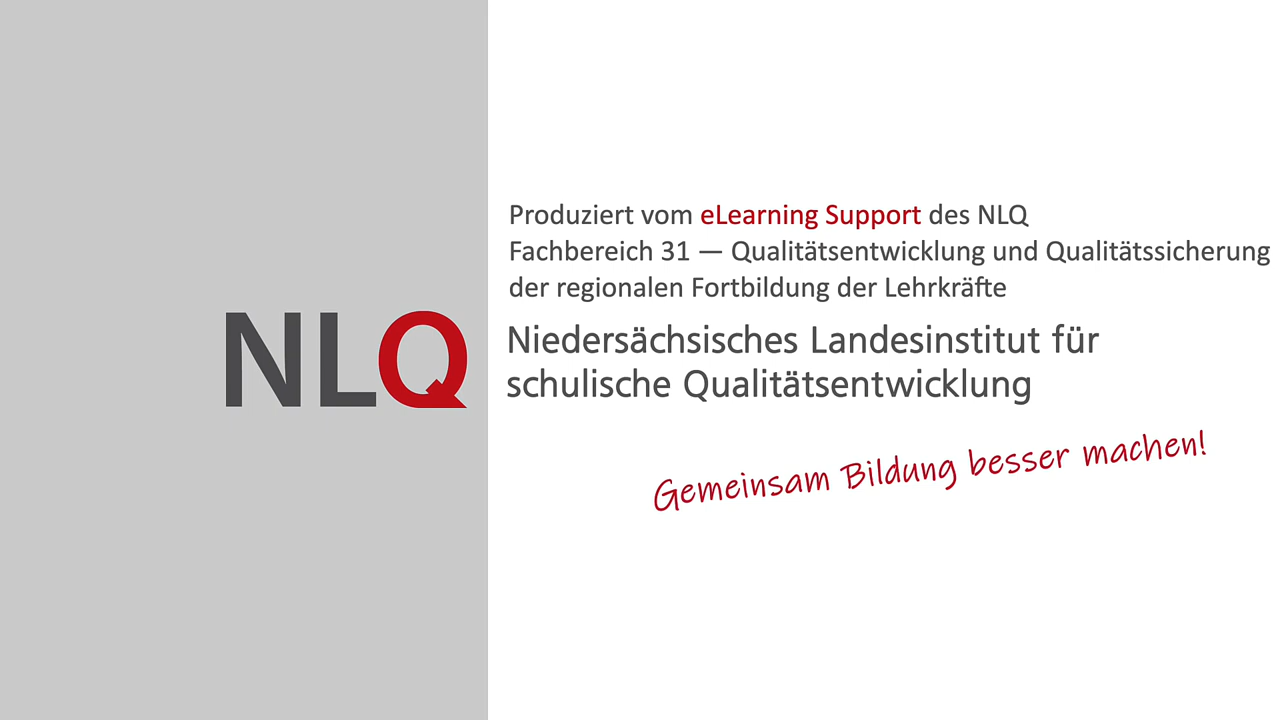 Produziert vom eLearning Support des NLQ
Fachbereich 31 — Qualitätsentwicklung und Qualitätssicherung
der regionalen Fortbildung der Lehrkräfte
NLQ
Niedersächsisches Landesinstitut für
schulische Qualitätsentwicklung
Gemeinsam Bildung besser machen!